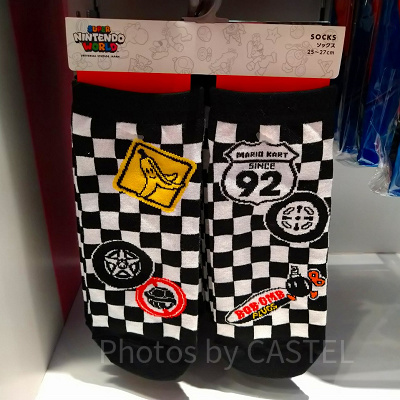 SUPER
NINTENDO
WORLD
SOCKS
ソックス
25~27cm
MARIO KART
SINCE
92
BOB-OMB
PLUGS
Photos by CASTEL